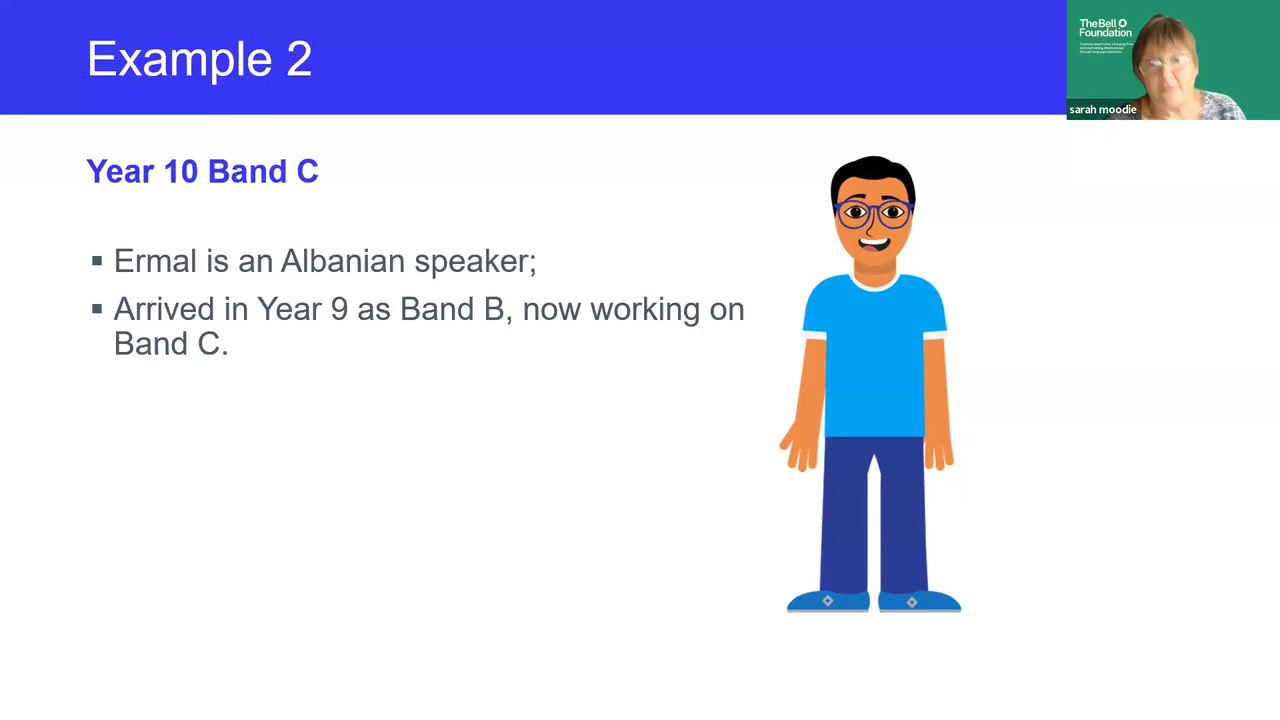 Example 2
The Bell
Foundation
sarah moodie
Year 10 Band C
▪ Ermal is an Albanian speaker;
▪ Arrived in Year 9 as Band B, now working on
Band C.